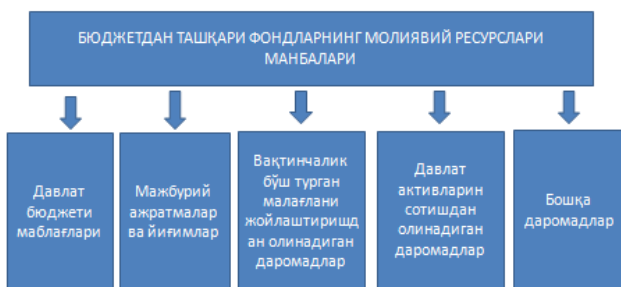 БЮДЖЕТДАН ТАШҚАРИ ФОНДЛАРНИНГ МОЛИЯВИЙ РЕСУРСЛАРИ
МАНБАЛАРИ
Давлат
бюджети
маблағлари
Мажбурий
ажратмалар
ва йиғимлар
Вақтинчалик
бўш турган
малағлани
жойлаштиришд
ан олинадиган
даромадлар
Давлат
активларин
сотишдан
олинадиган
даромадлар
Бошқа
даромадлар